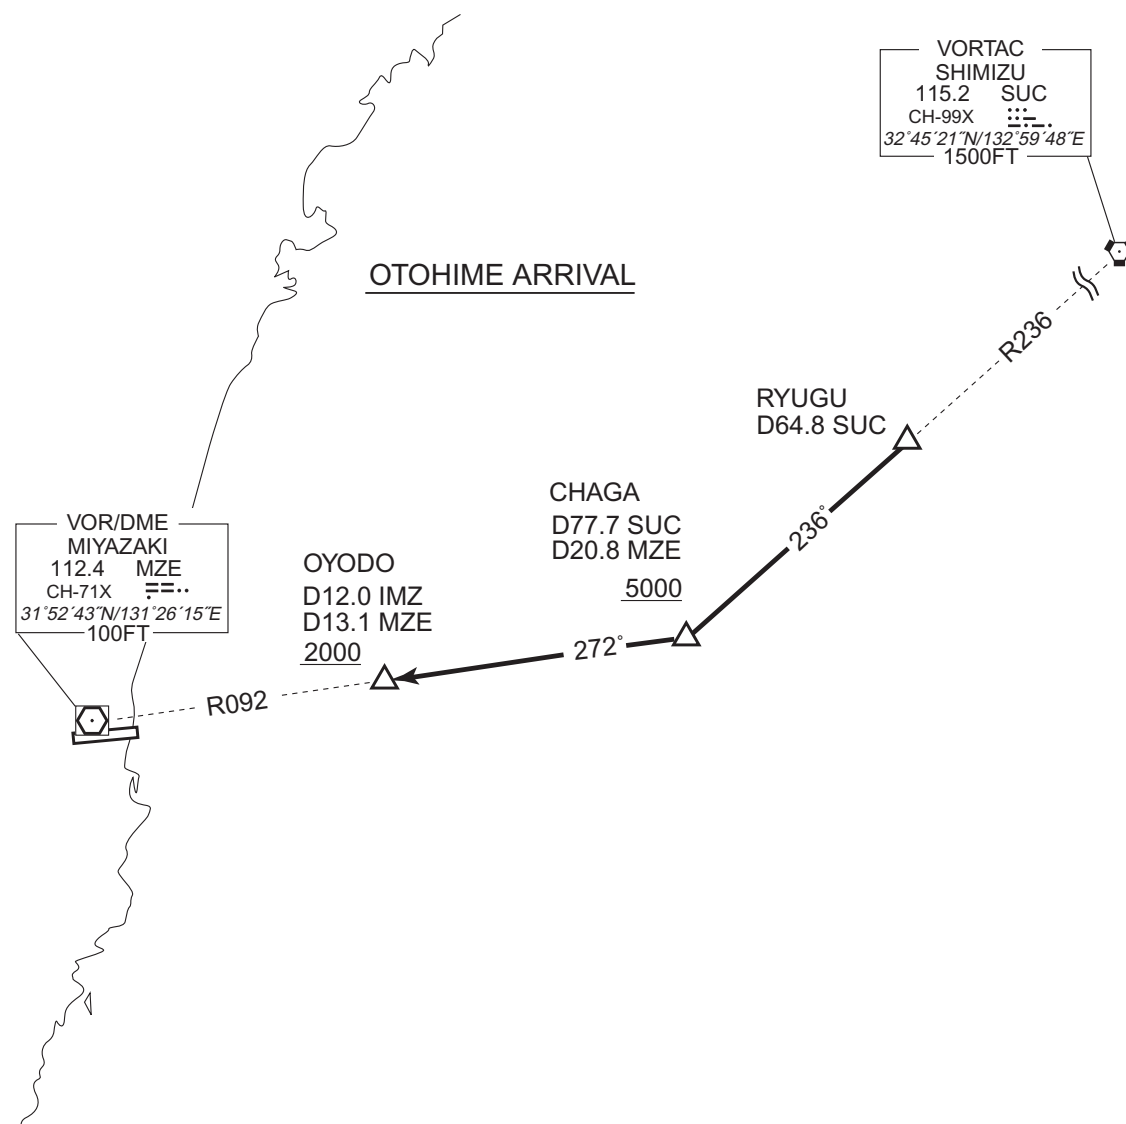 VORTAC
SHIMIZU
115.2 SUC
CH-99X
32°45´21˝N/132°59´48˝E
1500FT
OTOHIME ARRIVAL
R236
RYUGU
D64.8 SUC
236°
CHAGA
D77.7 SUC
D20.8 MZE
5000
272°
OYODO
D12.0 IMZ
D13.1 MZE
2000
R092
VOR/DME
MIYAZAKI
112.4 MZE
CH-71X
31°52´43˝N/131°26´15˝E
100FT